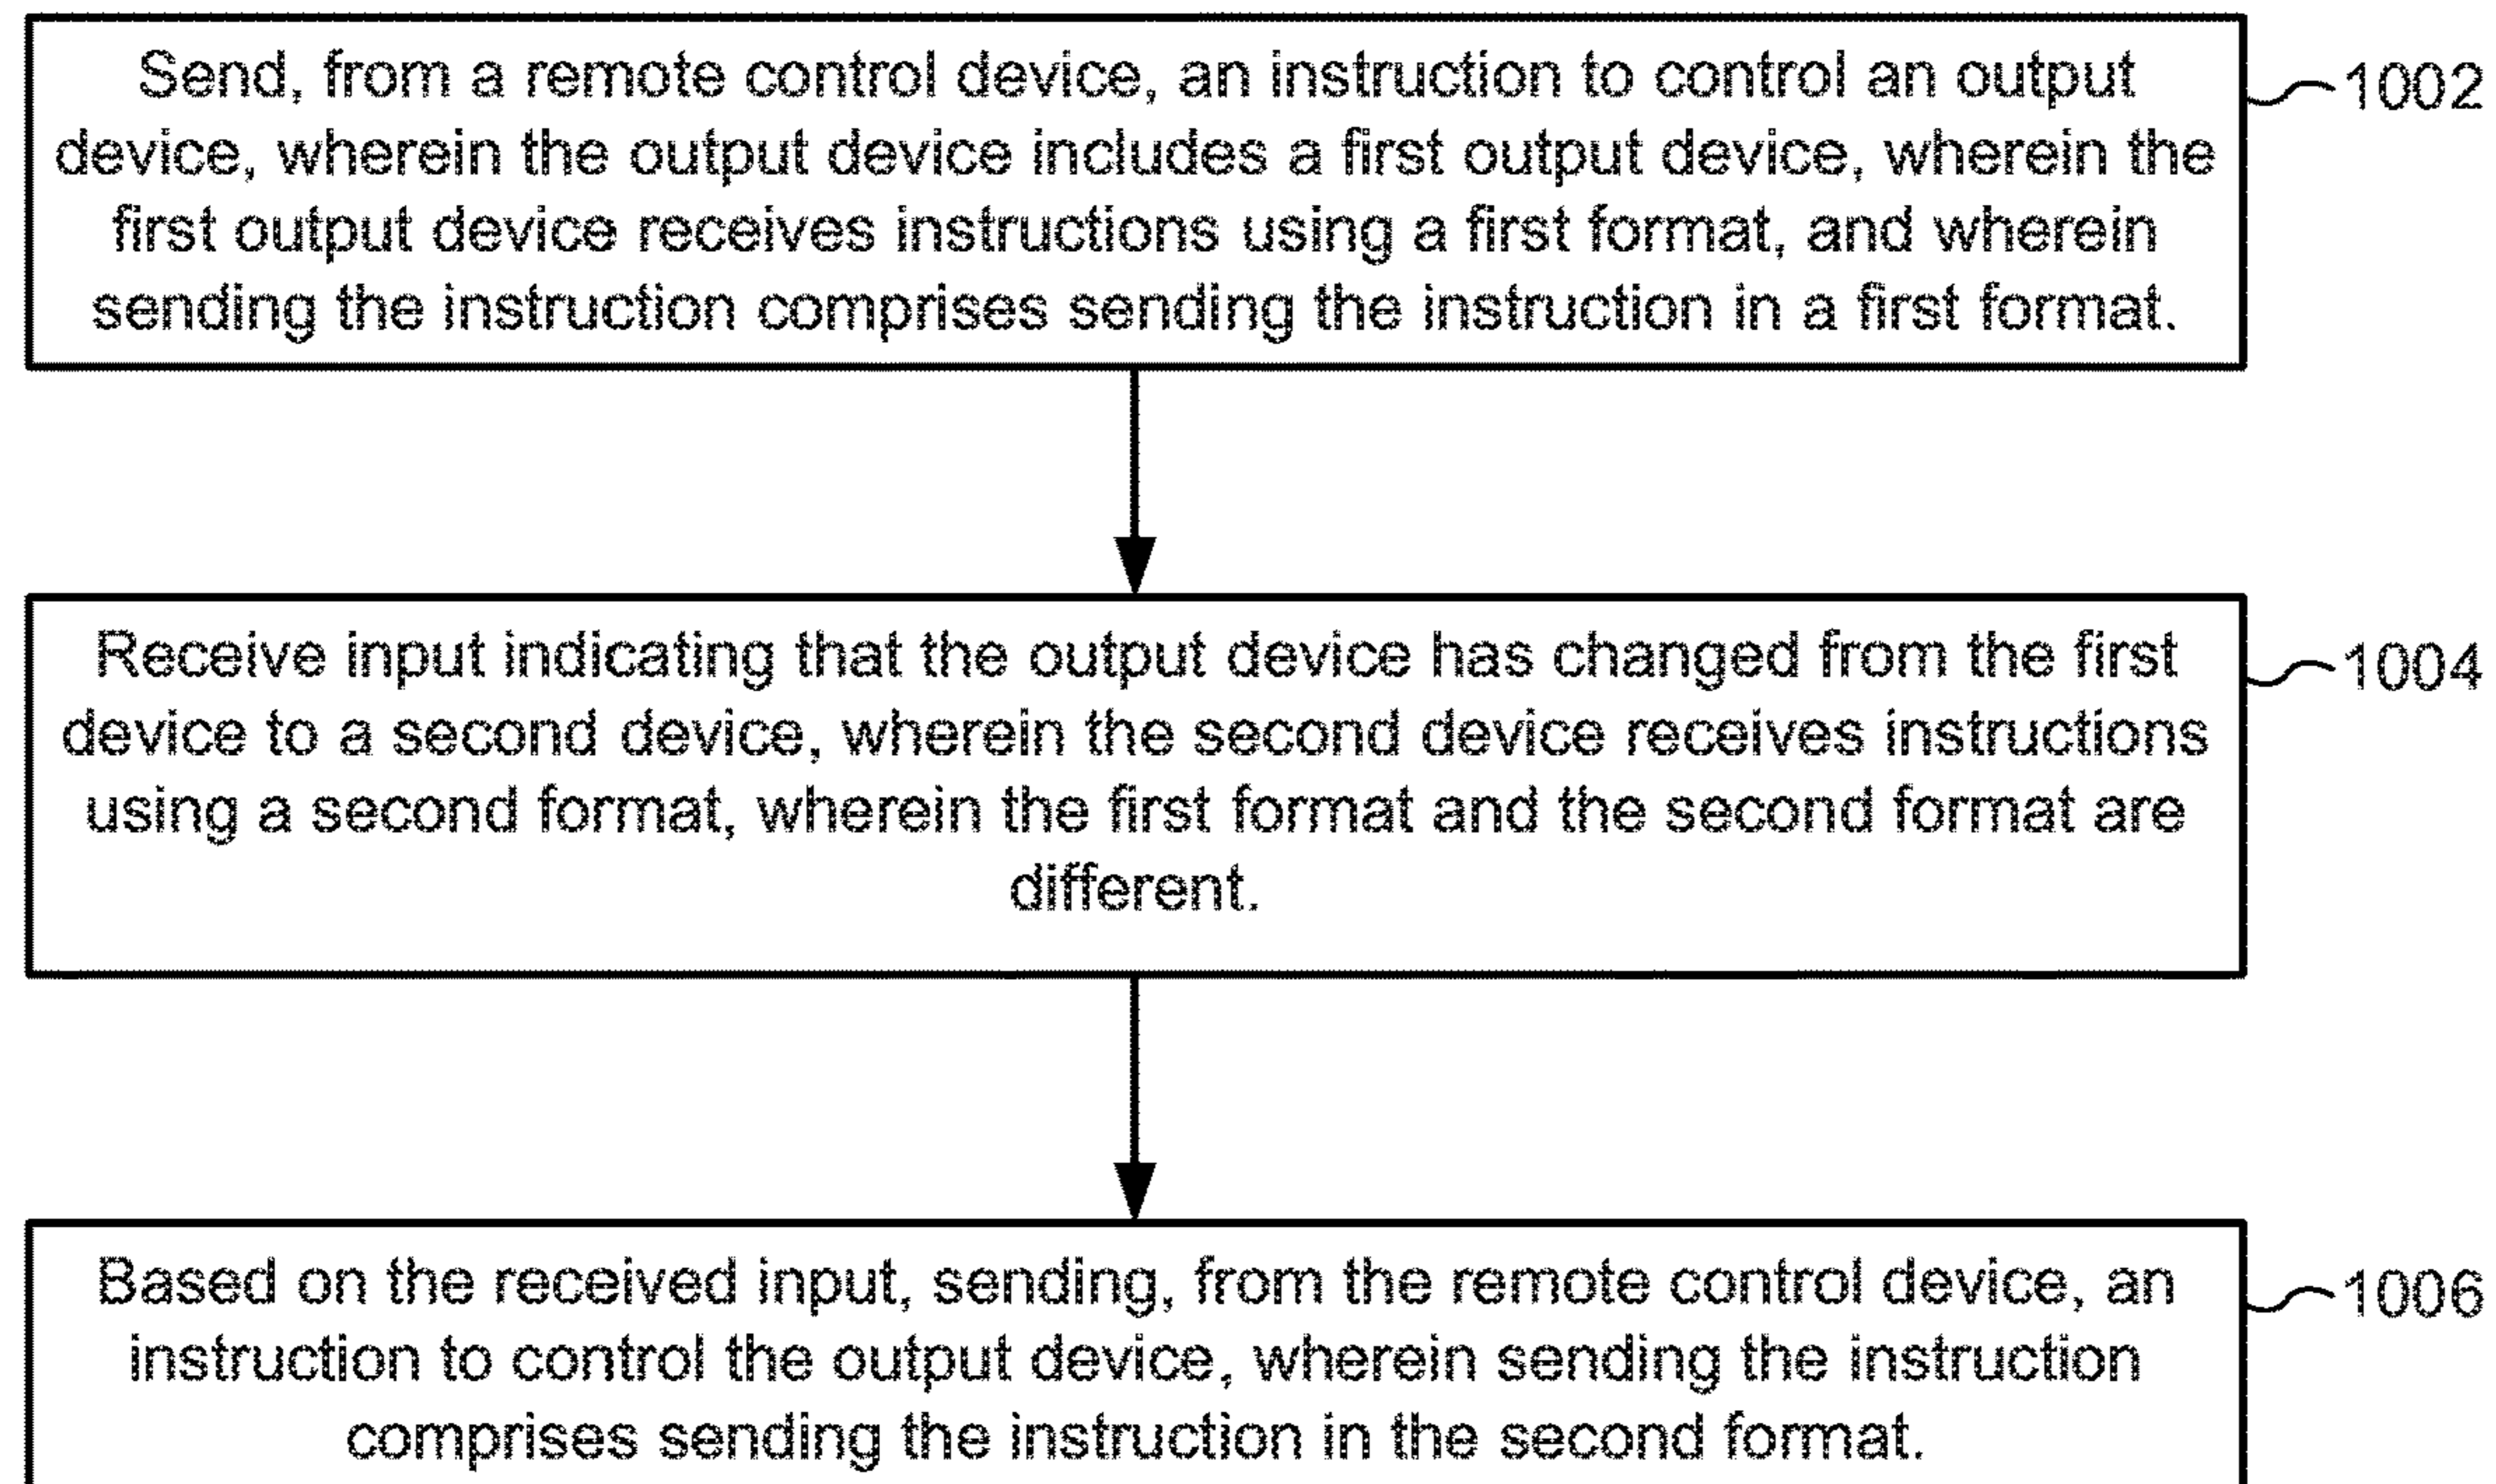 Send, from a remote control device, an instruction to control an output
device, wherein the output device includes a first output device, wherein the
first output device receives instructions using a first format, and wherein
sending the instruction comprises sending the instruction in a first format.
1002
Receive input indicating that the output device has changed from the first
device to a second device, wherein the second device receives instructions
using a second format, wherein the first format and the second format are
different.
1004
Based on the received input, sending, from the remote control device, an
instruction to control the output device, wherein sending the instruction
comprises sending the instruction in the second format.
1006